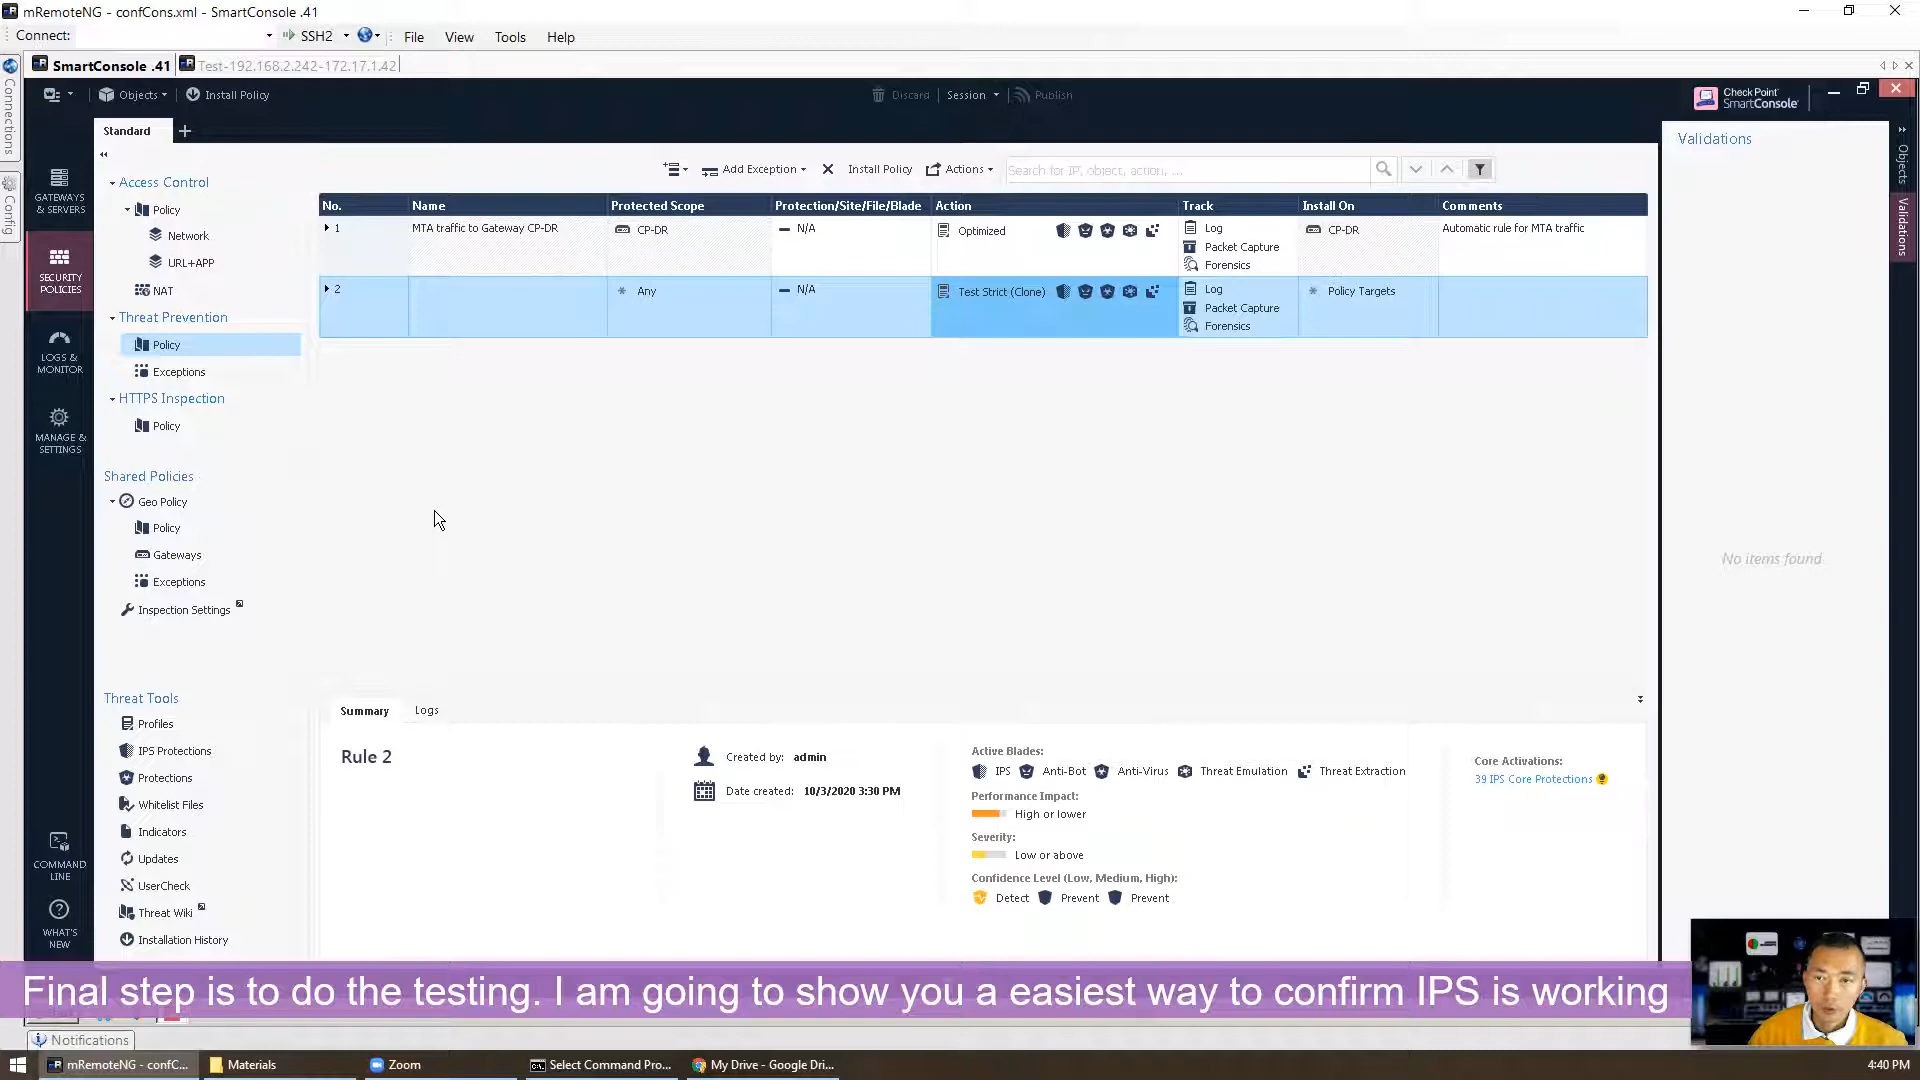 mRemoteNG - confCons.xml - SmartConsole .41
Connect:
SSH2
File
View
Tools
Help
SmartConsole .41
Test-192.168.2.242-172.17.1.42
Connections
Config
Objects
Install Policy
Discard
Session
Publish
Check Point
SmartConsole
Standard
GATEWAYS
& SERVERS
SECURITY
POLICIES
LOGS &
MONITOR
MANAGE &
SETTINGS
COMMAND
LINE
WHAT'S
NEW
Access Control
Policy
Network
URL+APP
NAT
Threat Prevention
Policy
Exceptions
HTTPS Inspection
Policy
Shared Policies
Geo Policy
Policy
Gateways
Exceptions
Inspection Settings
Threat Tools
Profiles
IPS Protections
Protections
Whitelist Files
Indicators
Updates
UserCheck
Threat Wiki
Installation History
Add Exception
Install Policy
Actions
Search for IP, object, action, ...
No. Name Protected Scope Protection/Site/File/Blade Action Track Install On Comments
1 MTA traffic to Gateway CP-DR CP-DR N/A Optimized Log CP-DR Automatic rule for MTA traffic
Packet Capture
Forensics
2 Any N/A Test Strict (Clone) Log Policy Targets
Packet Capture
Forensics
Summary
Logs
Rule 2
Created by: admin
Date created: 10/3/2020 3:30 PM
Active Blades:
IPS Anti-Bot Anti-Virus Threat Emulation Threat Extraction
Performance Impact:
High or lower
Severity:
Low or above
Confidence Level (Low, Medium, High):
Detect Prevent Prevent
Core Activations:
39 IPS Core Protections
Validations
No items found
Objects
Validations
Final step is to do the testing. I am going to show you a easiest way to confirm IPS is working
Notifications
mRemoteNG - confC...
Materials
Zoom
Select Command Pro...
My Drive - Google Dri...
4:40 PM